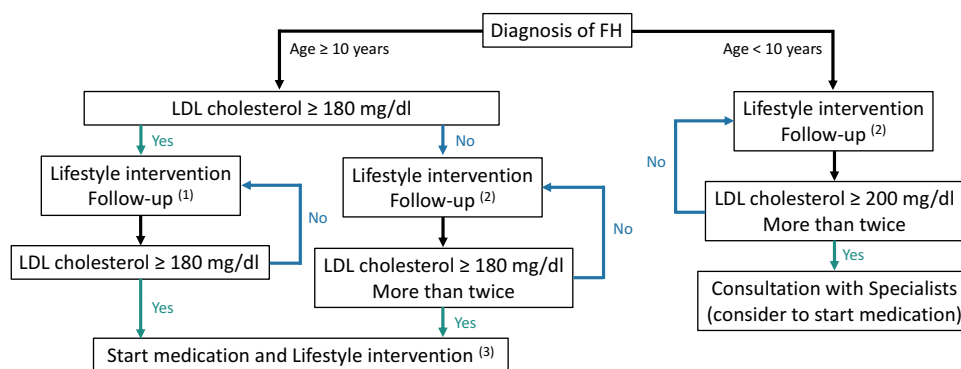 Diagnosis of FH
Age ≥ 10 years
Age < 10 years
LDL cholesterol ≥ 180 mg/dl
Yes
No
Lifestyle intervention
Follow-up (1)
Lifestyle intervention
Follow-up (2)
No
LDL cholesterol ≥ 180 mg/dl
No
LDL cholesterol ≥ 180 mg/dl
More than twice
Yes
Yes
Start medication and Lifestyle intervention (3)
Lifestyle intervention
Follow-up (2)
No
LDL cholesterol ≥ 200 mg/dl
More than twice
Yes
Consultation with Specialists
(consider to start medication)